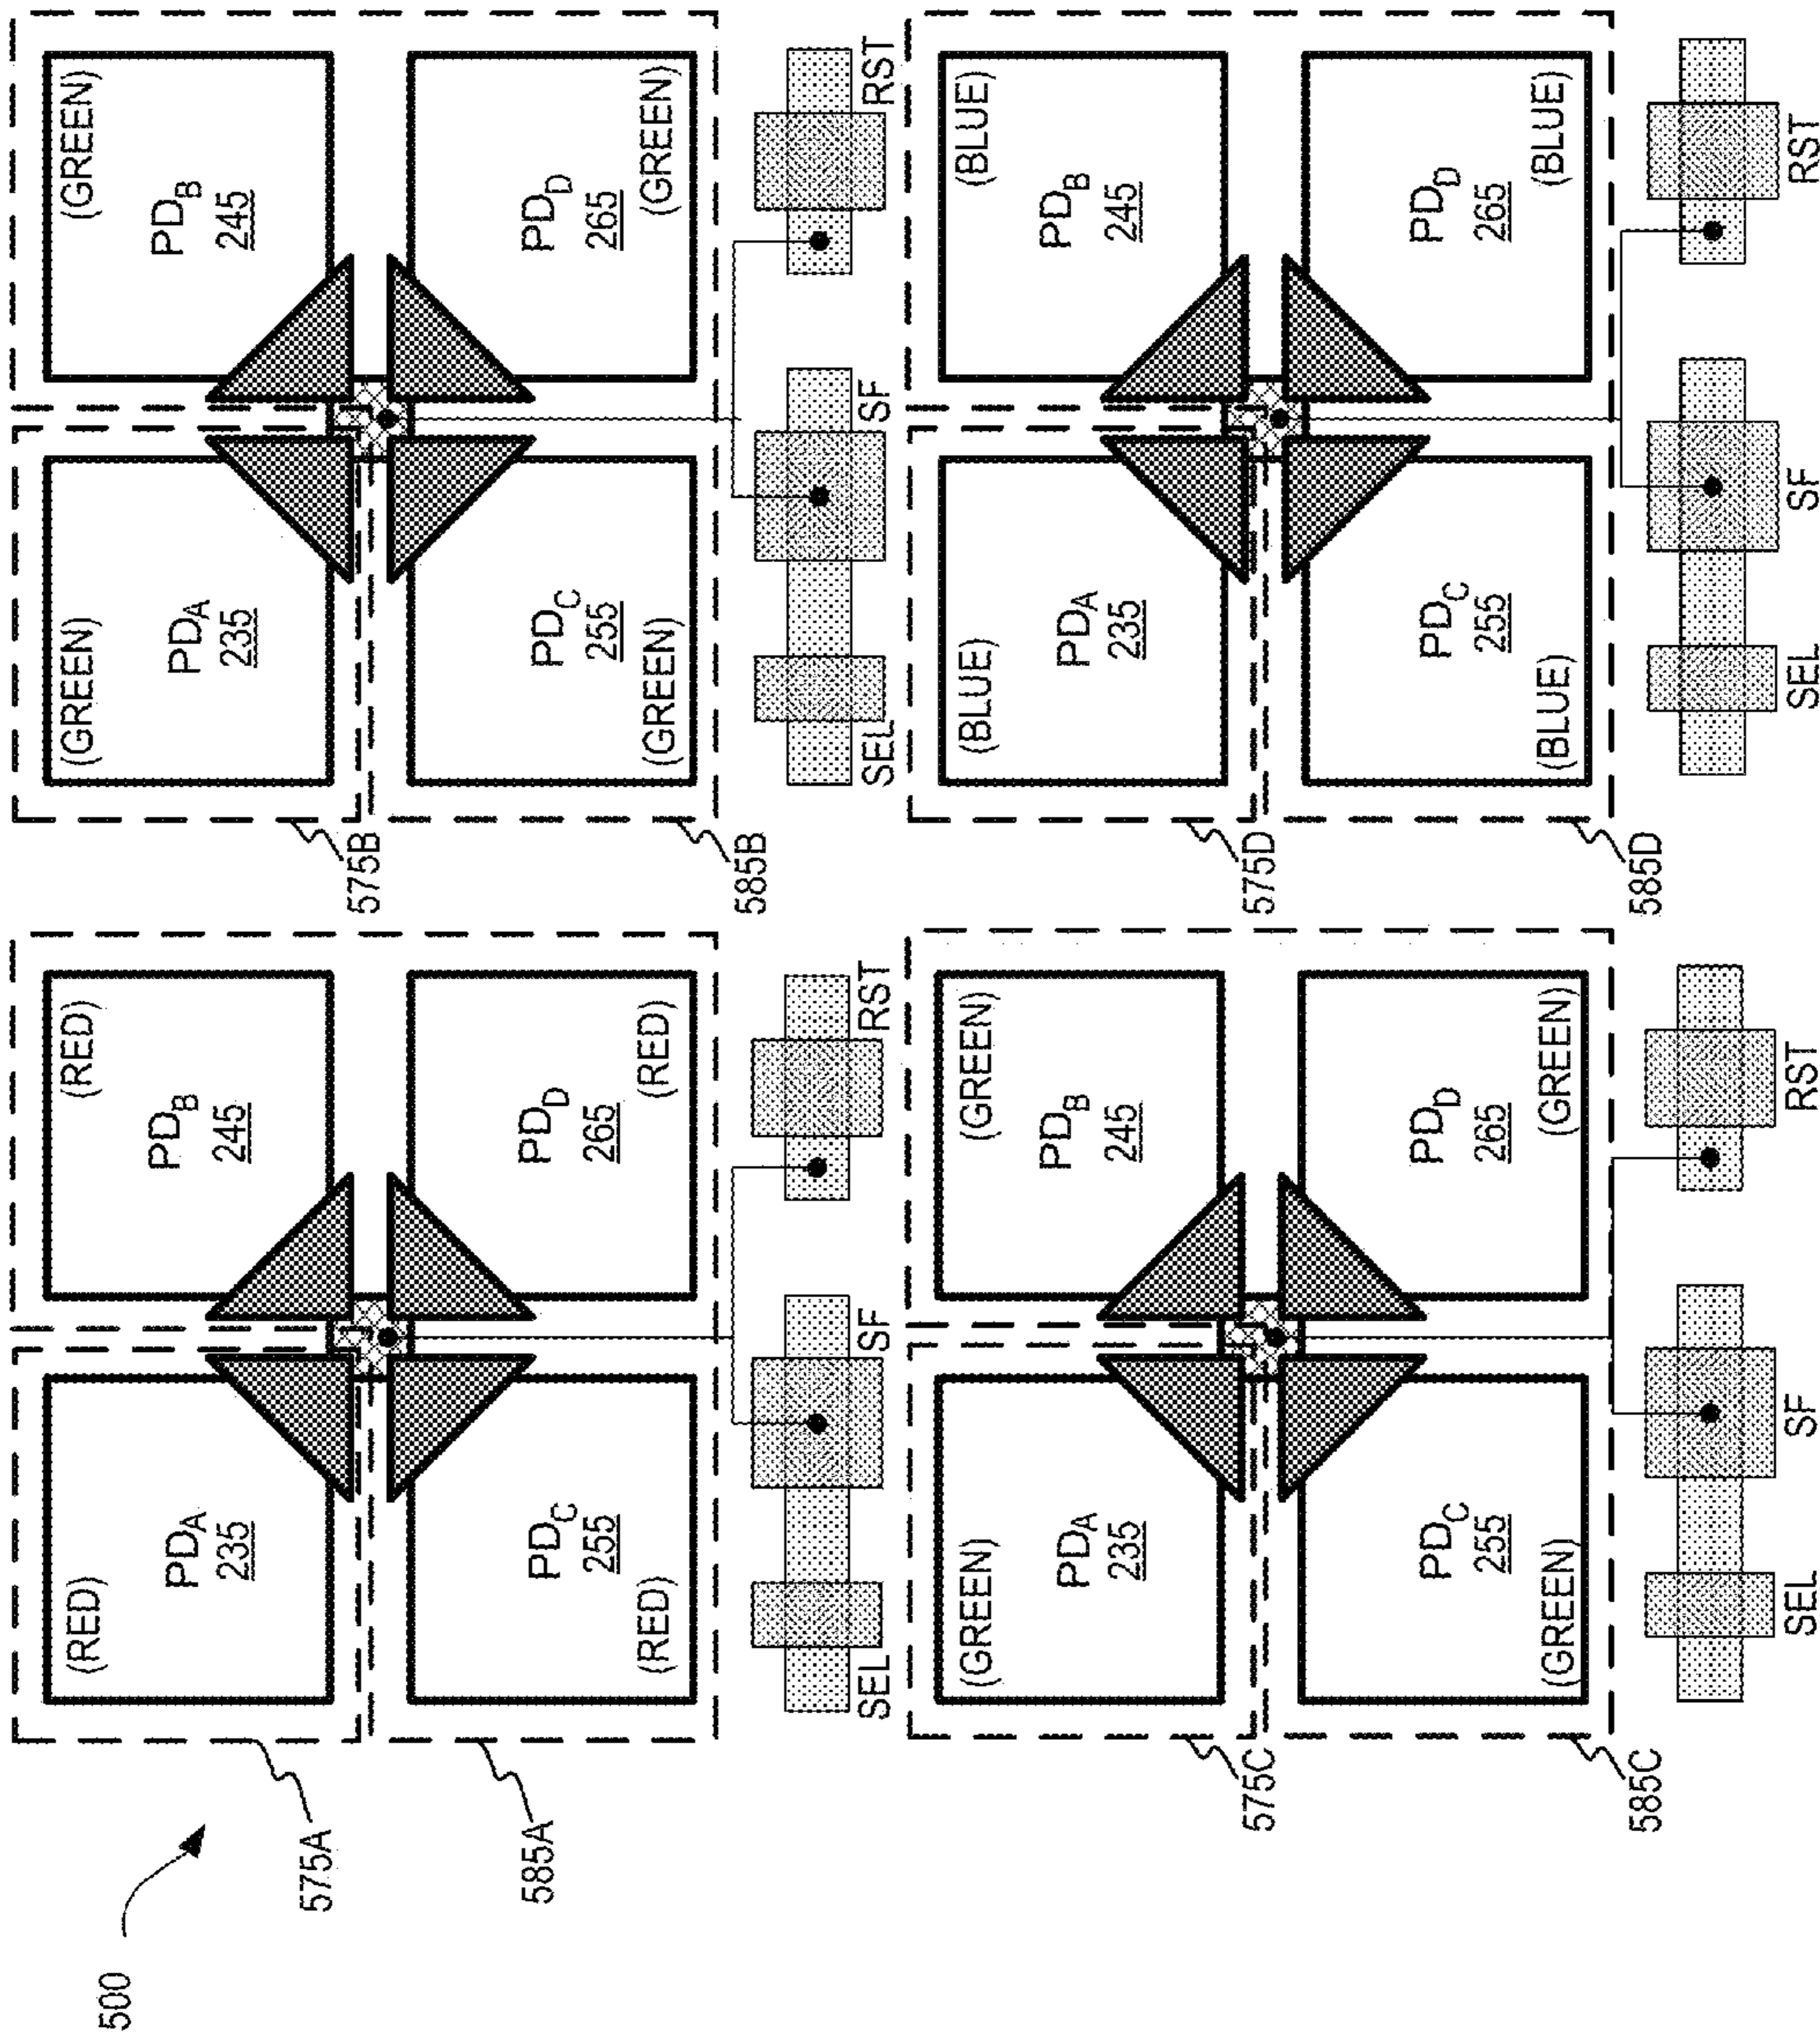 500
575A
585A
(RED)
(RED)
PDA
235
PDB
245
PDC
255
PDD
265
(RED)
(RED)
SEL
SF
RST
575B
585B
(GREEN)
(GREEN)
PDA
235
PDB
245
PDC
255
PDD
265
(GREEN)
(GREEN)
SEL
SF
RST
575C
585C
(GREEN)
(GREEN)
PDA
235
PDB
245
PDC
255
PDD
265
(GREEN)
(GREEN)
SEL
SF
RST
575D
585D
(BLUE)
(BLUE)
PDA
235
PDB
245
PDC
255
PDD
265
(BLUE)
(BLUE)
SEL
SF
RST